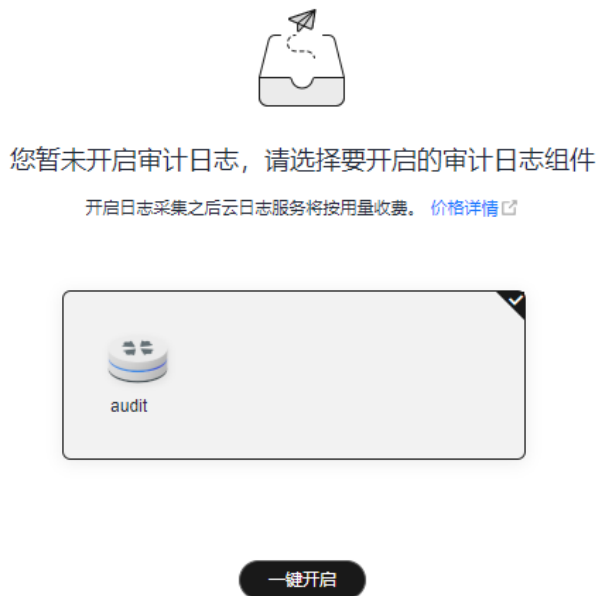 您暂未开启审计日志，请选择要开启的审计日志组件
开启日志采集之后云日志服务将按用量收费。 价格详情
audit
一键开启